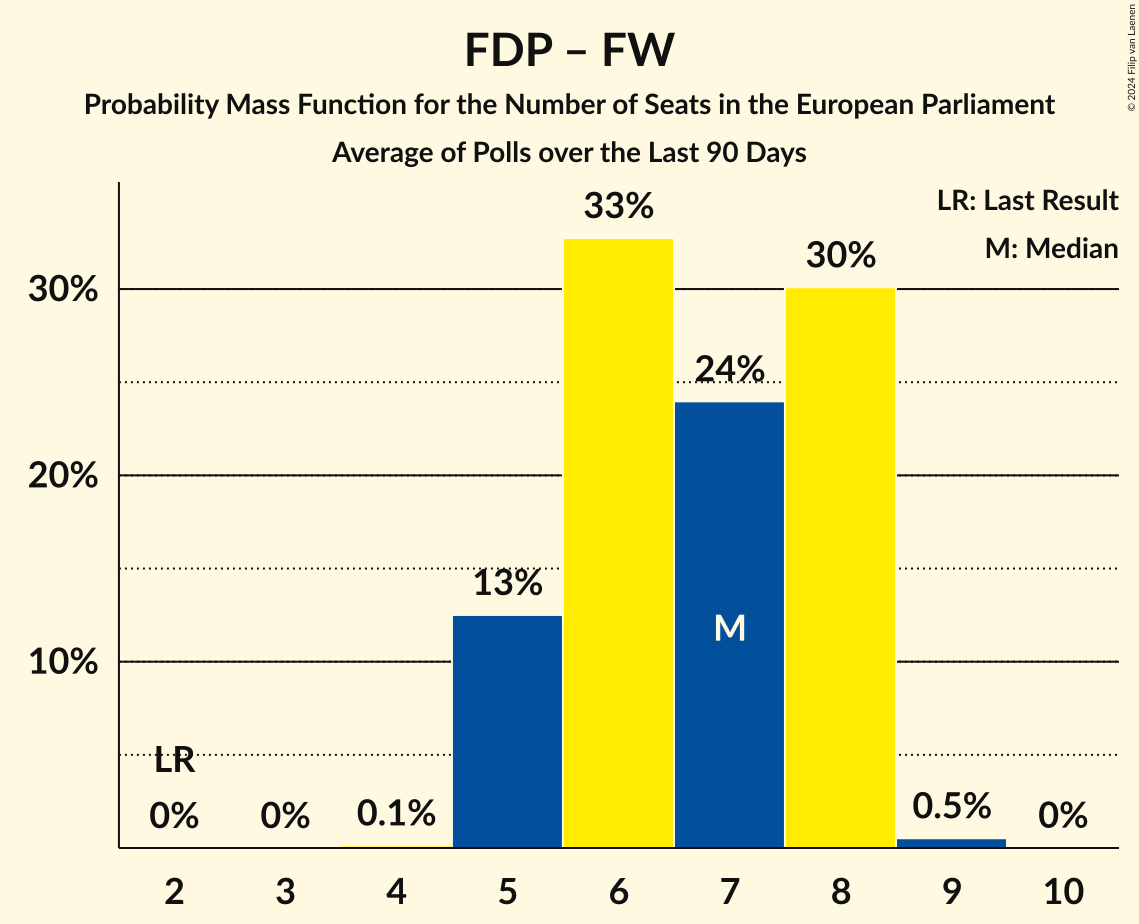 FDP – FW
Probability Mass Function for the Number of Seats in the European Parliament
Average of Polls over the Last 90 Days
© 2024 Filip van Laenen
LR: Last Result
M: Median
33%
30%
30%
24%
20%
13%
M
10%
LR
0%
0%
0.1%
0.5%
0%
2
3
4
5
6
7
8
9
10